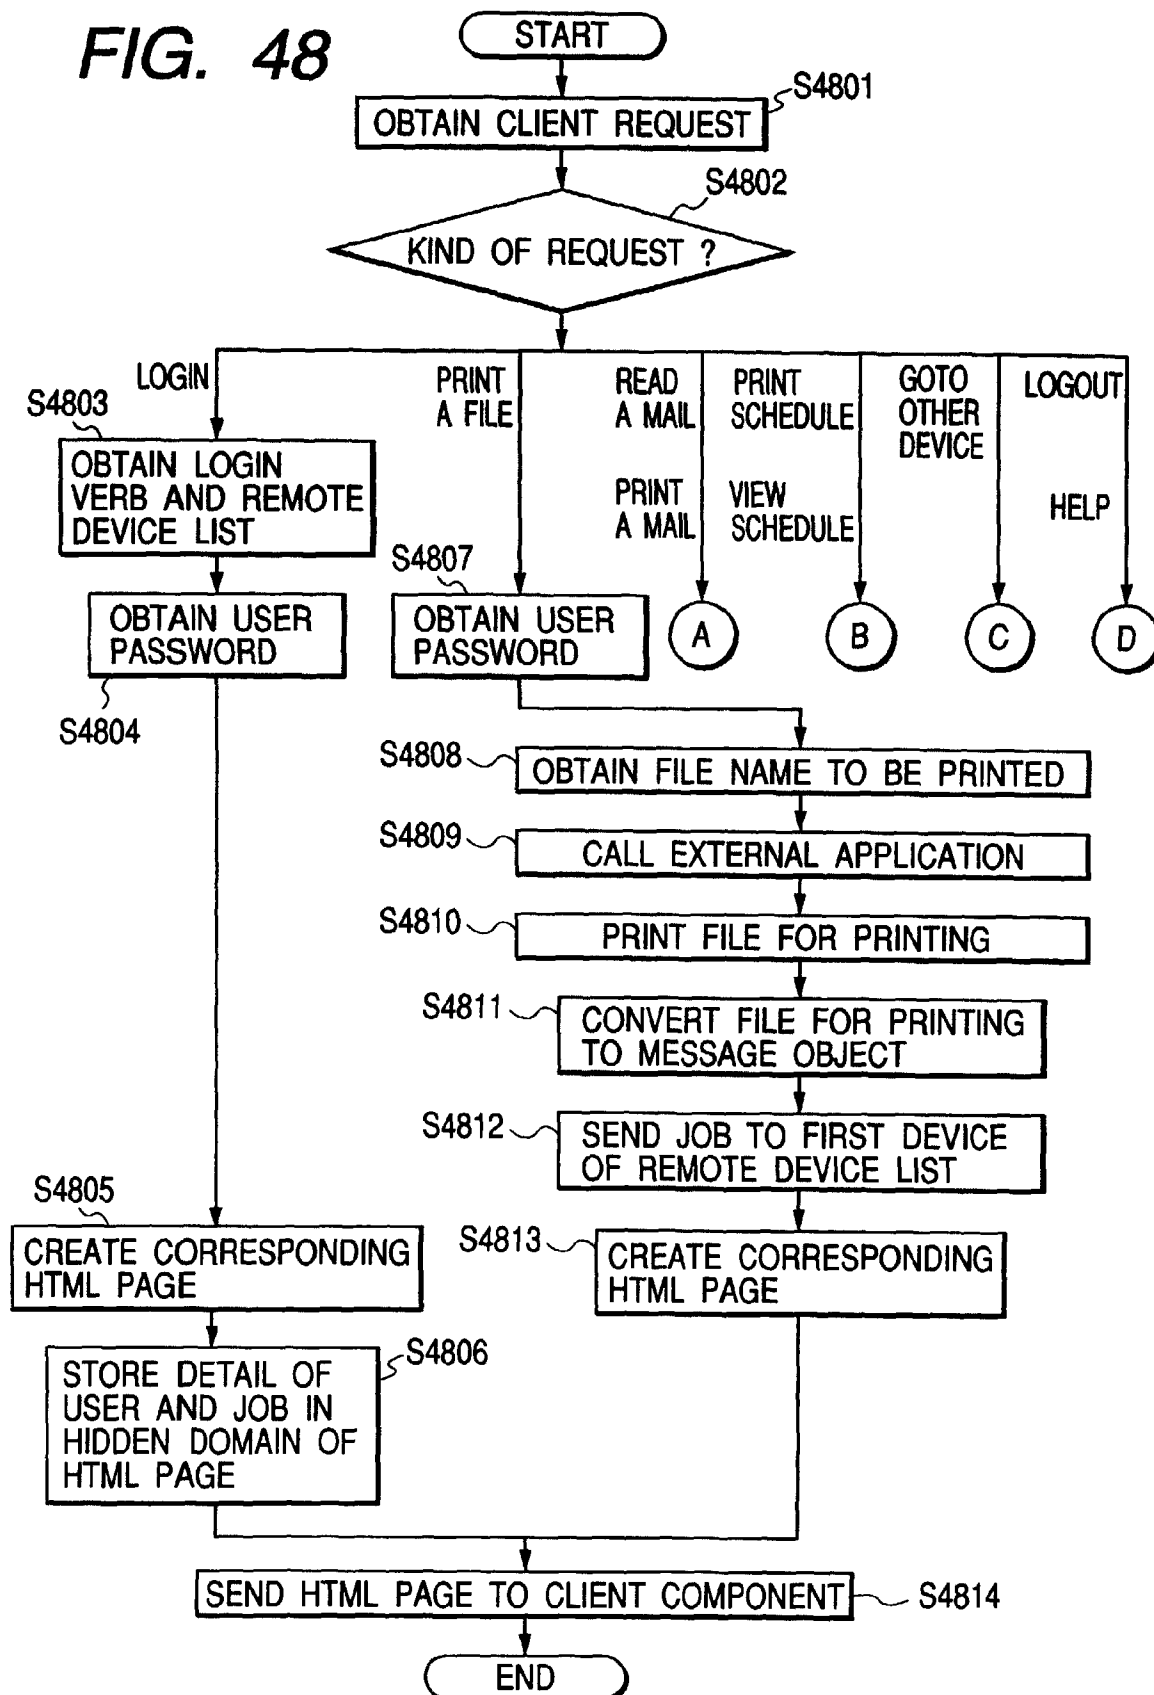 FIG. 48
START
S4801
OBTAIN CLIENT REQUEST
S4802
KIND OF REQUEST ?
LOGIN
PRINT
A FILE
READ
A MAIL
PRINT
A MAIL
PRINT
SCHEDULE
VIEW
SCHEDULE
GOTO
OTHER
DEVICE
LOGOUT
HELP
S4803
OBTAIN LOGIN
VERB AND REMOTE
DEVICE LIST
OBTAIN USER
PASSWORD
S4804
S4807
OBTAIN USER
PASSWORD
A
B
C
D
S4808
OBTAIN FILE NAME TO BE PRINTED
S4809
CALL EXTERNAL APPLICATION
S4810
PRINT FILE FOR PRINTING
S4811
CONVERT FILE FOR PRINTING
TO MESSAGE OBJECT
S4812
SEND JOB TO FIRST DEVICE
OF REMOTE DEVICE LIST
S4805
CREATE CORRESPONDING
HTML PAGE
S4813
CREATE CORRESPONDING
HTML PAGE
S4806
STORE DETAIL OF
USER AND JOB IN
HIDDEN DOMAIN OF
HTML PAGE
SEND HTML PAGE TO CLIENT COMPONENT
S4814
END